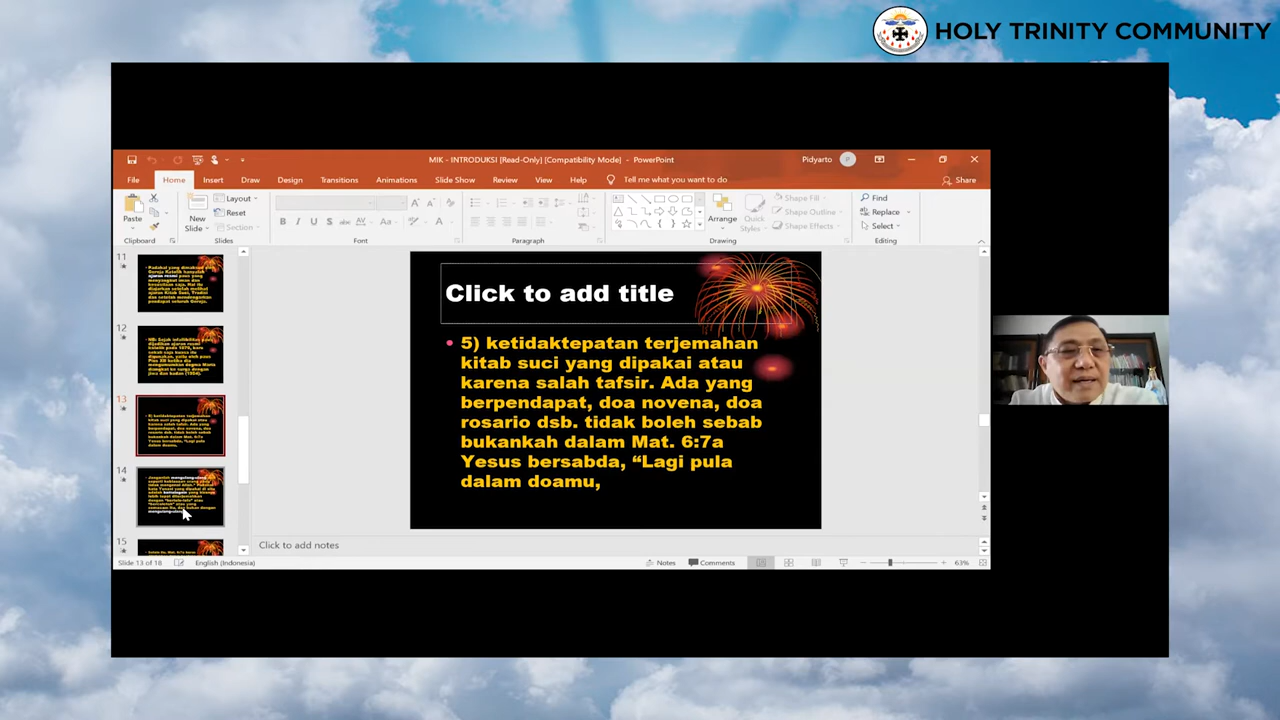 HOLY TRINITY COMMUNITY
MIK - INTRODUKSI [Read-Only] [Compatibility Mode] - PowerPoint
Pidyarto
P
File Home Insert Draw Design Transitions Animations Slide Show Review View Help Tell me what you want to do Share
Paste
Clipboard
New
Slide
Layout
Reset
Section
Slides
B I U S abc
Font
Paragraph
Arrange
Quick
Styles
Shape Fill
Shape Outline
Shape Effects
Drawing
Find
Replace
Select
Editing
11
12
13
14
15
Click to add title
• 5) ketidaktepatan terjemahan
kitab suci yang dipakai atau
karena salah tafsir. Ada yang
berpendapat, doa novena, doa
rosario dsb. tidak boleh sebab
bukankah dalam Mat. 6:7a
Yesus bersabda, “Lagi pula
dalam doamu,
Click to add notes
Slide 13 of 18
English (Indonesia)
Notes
Comments
63%